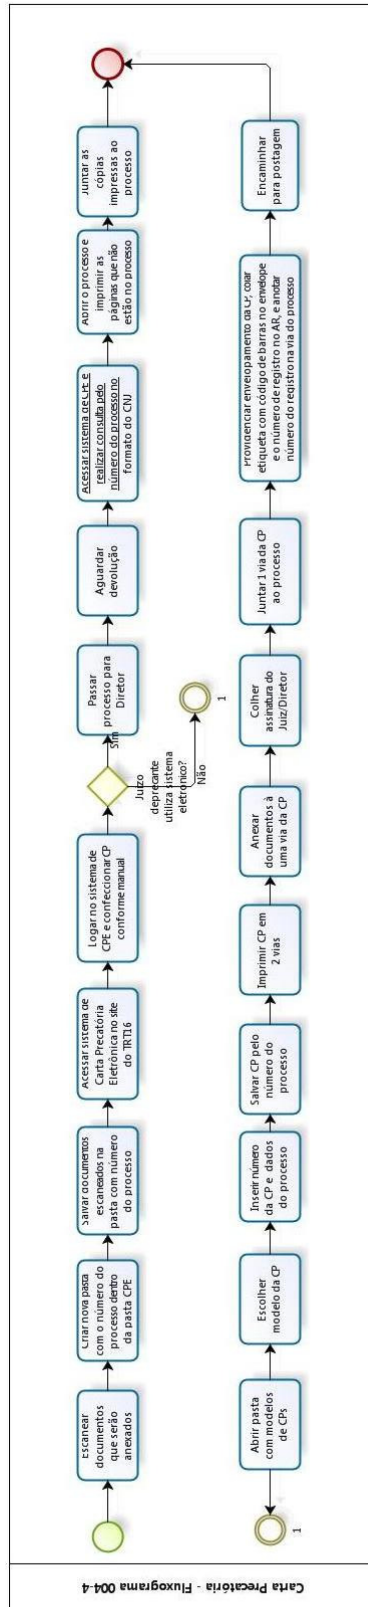 Carta Precatória - Fluxograma 004-4
Escanear
documentos
que serão
anexados
Criar nova pasta
com o número do
processo dentro
da pasta CPE
Salvar documentos
escaneados na
pasta com número
do processo
Acessar sistema de
Carta Precatória
Eletrônica no site
do TRT16
Logar no sistema de
CPE e confeccionar CP
conforme manual
Juízo
deprecante
utiliza sistema
eletronico?
Sim
Não
1
Passar
processo para
Diretor
Aguardar
devolução
Acessar sistema de CPE e
realizar consulta pelo
número do processo no
formato do CNJ
Abrir o processo e
imprimir as
páginas que não
estão no processo
Juntar as
cópias
impressas ao
processo
1
Abrir pasta
com modelos
de CPs
Escolher
modelo da CP
Inserir número
da CP e dados
do processo
Salvar CP pelo
número do
processo
Imprimir CP em
2 vias
Anexar
documentos à
uma via da CP
Colher
assinatura do
Juiz/Diretor
Juntar 1 via da CP
ao processo
Providenciar envelopamento da CP, colar
etiqueta com código de barras no envelope
e o número de registro no AR, e anotar
número do registro na via do processo
Encaminhar
para postagem